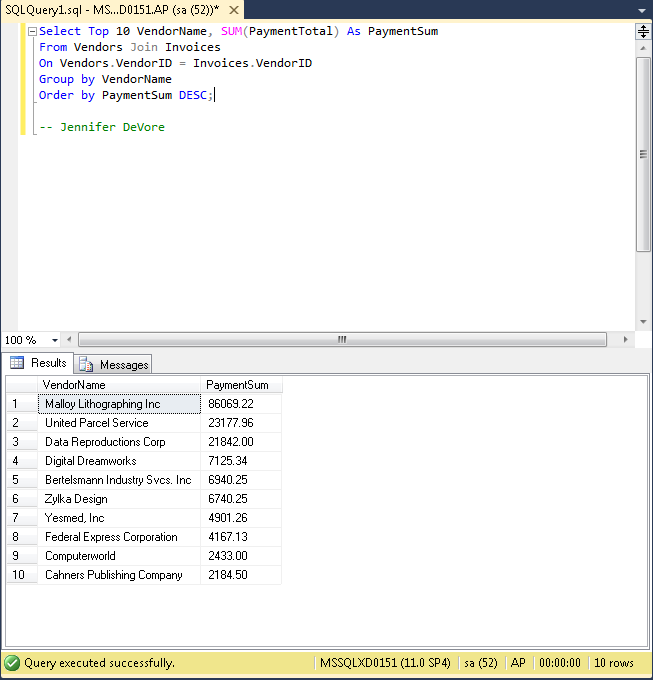 SQLQuery1.sql - MS...D0151.AP (sa (52))*
Select Top 10 VendorName, SUM(PaymentTotal) As PaymentSum
From Vendors Join Invoices
On Vendors.VendorID = Invoices.VendorID
Group by VendorName
Order by PaymentSum DESC;
-- Jennifer DeVore
100 %
Results Messages
VendorName PaymentSum
1 Malloy Lithographing Inc 86069.22
2 United Parcel Service 23177.96
3 Data Reproductions Corp 21842.00
4 Digital Dreamworks 7125.34
5 Bertelsmann Industry Svcs. Inc 6940.25
6 Zylka Design 6740.25
7 Yesmed, Inc 4901.26
8 Federal Express Corporation 4167.13
9 Computerworld 2433.00
10 Cahners Publishing Company 2184.50
Query executed successfully. MSSQLXD0151 (11.0 SP4) sa (52) AP 00:00:00 10 rows